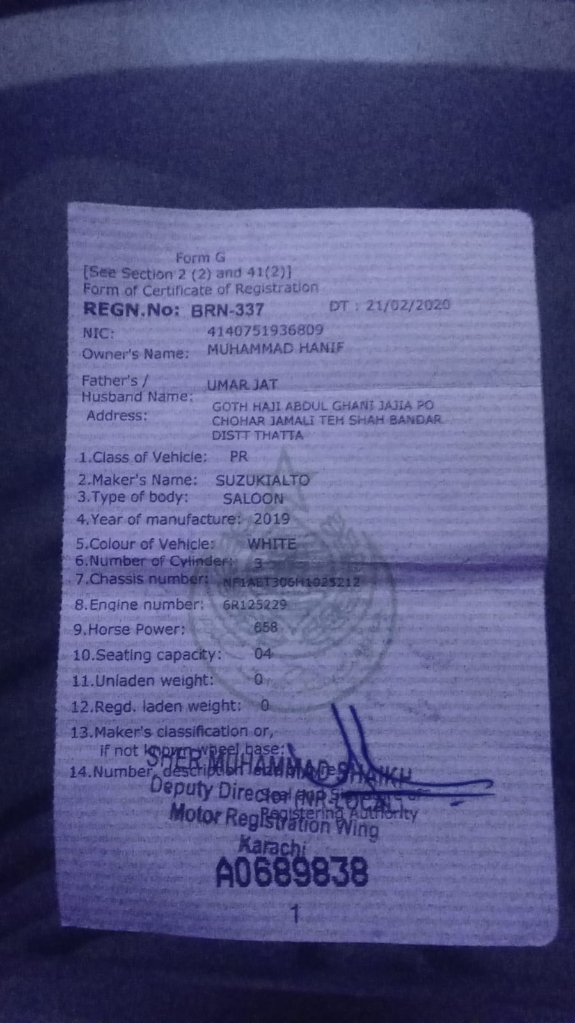 Form G
[See Section 2 (2) and 41(2)]
Form of Certificate of Registration
REGN.No: BRN-337 DT : 21/02/2020
NIC: 4140751936809
Owner's Name: MUHAMMAD HANIF
Father's /
Husband Name: UMAR JAT
Address: GOTH HAJI ABDUL GHANI JAJIA PO
CHOHAR JAMALI TEH SHAH BANDAR
DISTT THATTA
1.Class of Vehicle: PR
2.Maker's Name: SUZUKIALTO
3.Type of body: SALOON
4.Year of manufacture: 2019
5.Colour of Vehicle: WHITE
6.Number of Cylinder: 3
7.Chassis number:
8.Engine number: 6R125229
9.Horse Power: 658
10.Seating capacity: 04
11.Unladen weight: 0
12.Regd. laden weight: 0
13.Maker's classification or,
if not known wheel base:
14.Number, description
SHER MUHAMMAD SHAIKH
Deputy Director
Registering Authority
Motor Registration Wing
Karachi
A0689838
1